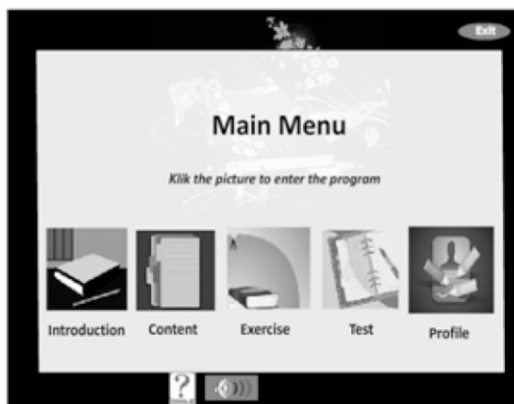 Exit
Main Menu
Klik the picture to enter the program
Introduction Content Exercise Test Profile
?